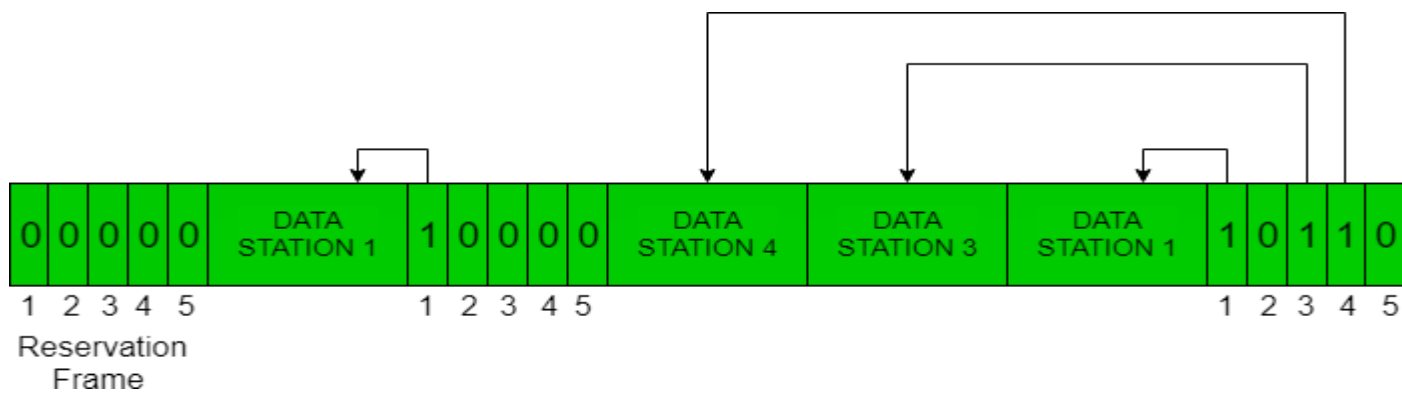 0 0 0 0 0 DATA STATION 1 1 0 0 0 0 DATA STATION 4 DATA STATION 3 DATA STATION 1 1 0 1 1 0
1 2 3 4 5 1 2 3 4 5 1 2 3 4 5
Reservation
Frame